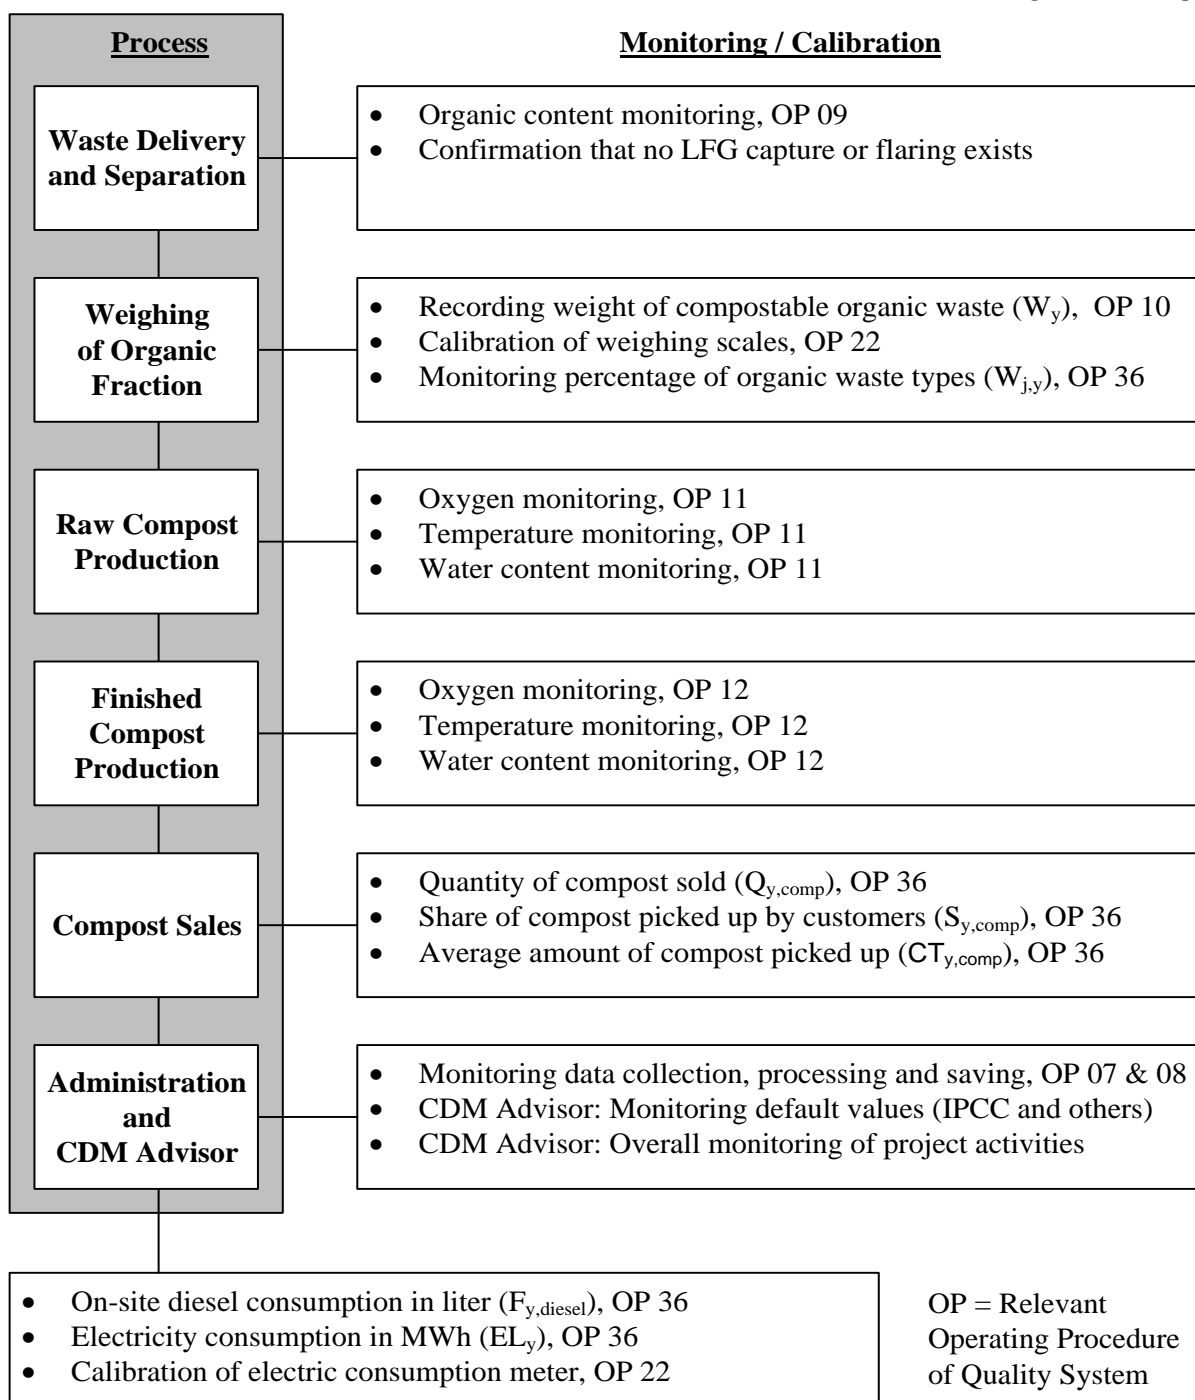 Process
Monitoring / Calibration
Waste Delivery
and Separation
• Organic content monitoring, OP 09
• Confirmation that no LFG capture or flaring exists
Weighing
of Organic
Fraction
• Recording weight of compostable organic waste (Wy), OP 10
• Calibration of weighing scales, OP 22
• Monitoring percentage of organic waste types (Wj,y), OP 36
Raw Compost
Production
• Oxygen monitoring, OP 11
• Temperature monitoring, OP 11
• Water content monitoring, OP 11
Finished
Compost
Production
• Oxygen monitoring, OP 12
• Temperature monitoring, OP 12
• Water content monitoring, OP 12
Compost Sales
• Quantity of compost sold (Qy,comp), OP 36
• Share of compost picked up by customers (Sy,comp), OP 36
• Average amount of compost picked up (CTy,comp), OP 36
Administration
and
CDM Advisor
• Monitoring data collection, processing and saving, OP 07 & 08
• CDM Advisor: Monitoring default values (IPCC and others)
• CDM Advisor: Overall monitoring of project activities
• On-site diesel consumption in liter (Fy,diesel), OP 36
• Electricity consumption in MWh (ELy), OP 36
• Calibration of electric consumption meter, OP 22
OP = Relevant
Operating Procedure
of Quality System